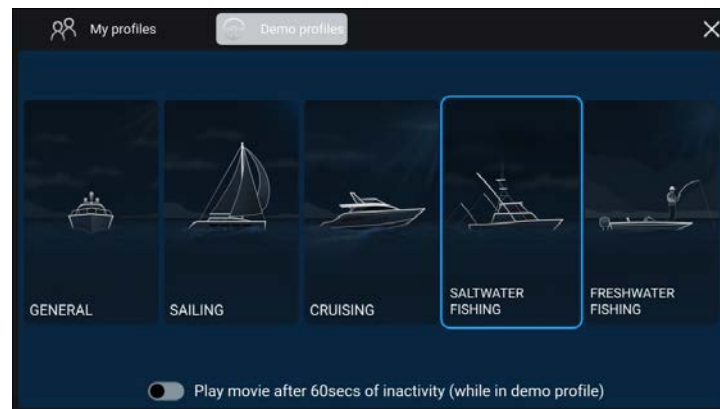 My profiles
Demo profiles
GENERAL
SAILING
CRUISING
SALTWATER
FISHING
FRESHWATER
FISHING
Play movie after 60secs of inactivity (while in demo profile)